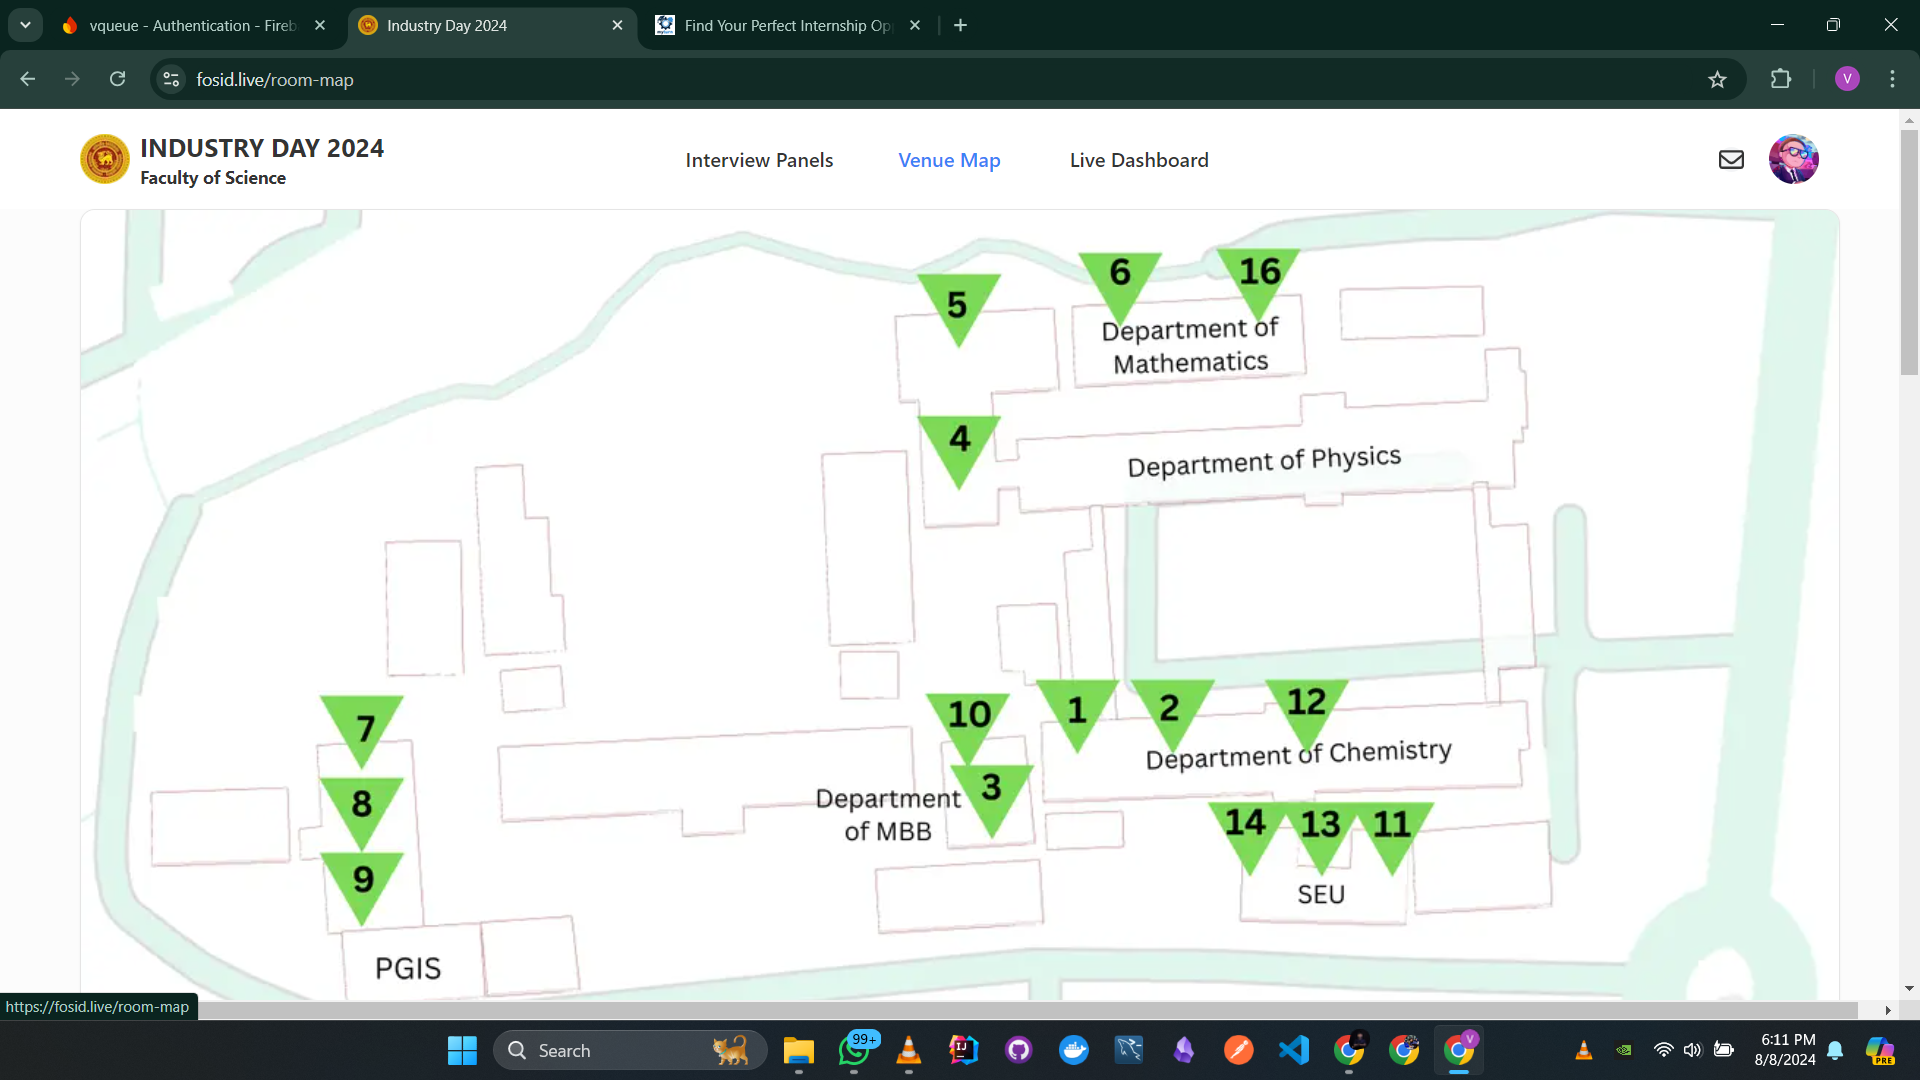 vqueue - Authentication - Fireb
Industry Day 2024
Find Your Perfect Internship Op
fosid.live/room-map
V
INDUSTRY DAY 2024
Faculty of Science
Interview Panels
Venue Map
Live Dashboard
6
16
5
Department of
Mathematics
4
Department of Physics
7
10
1
2
12
Department of Chemistry
8
3
Department
of MBB
14
13
11
9
SEU
PGIS
https://fosid.live/room-map
Search
99+
IJ
V
6:11 PM
8/8/2024
PRE